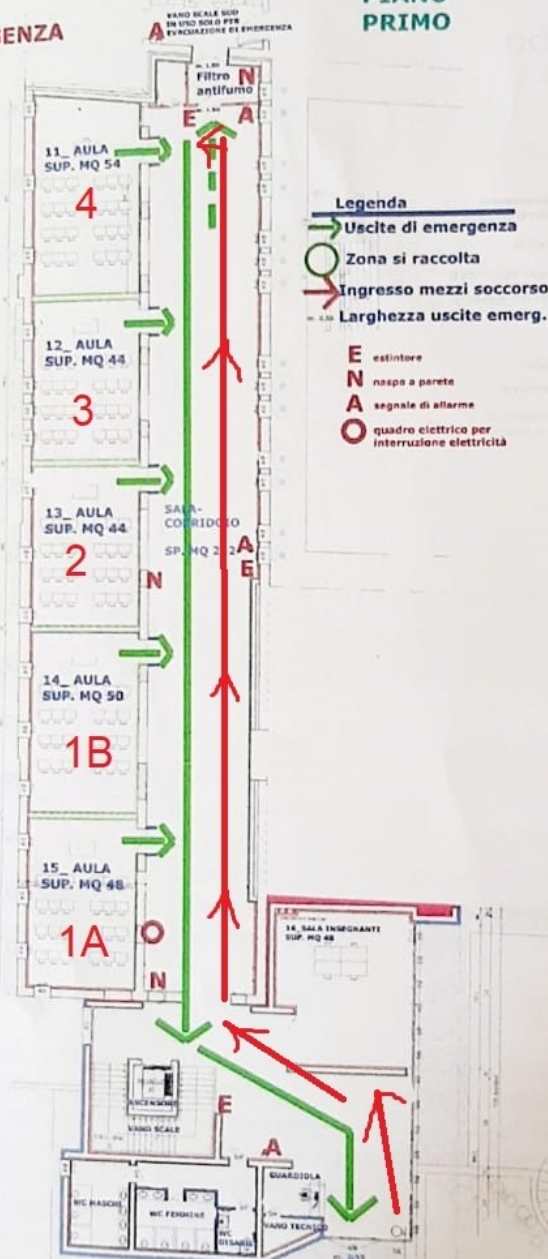 GENZA
PIANO
PRIMO
A
VANO SCALE SUD
IN USO SOLO PER
EVACUAZIONE DI EMERGENZA
Filtro
antifumo
N
E
A
11_ AULA
SUP. MQ 54
4
12_ AULA
SUP. MQ 44
3
13_ AULA
SUP. MQ 44
2
SALA-
CORRIDOIO
A
E
N
14_ AULA
SUP. MQ 50
1B
15_ AULA
SUP. MQ 48
1A
N
Legenda
Uscite di emergenza
Zona si raccolta
Ingresso mezzi soccorso
Larghezza uscite emerg.
E estintore
N naspo a parete
A segnale di allarme
quadro elettrico per
interruzione elettricità
16_SALA INSEGNANTI
SUP. MQ 48
ASCENSORE
VANO SCALE
E
A
GUARDIOLA
WC MASCHI
WC FEMMINE
WC
DISABILI
VANO TECNICO